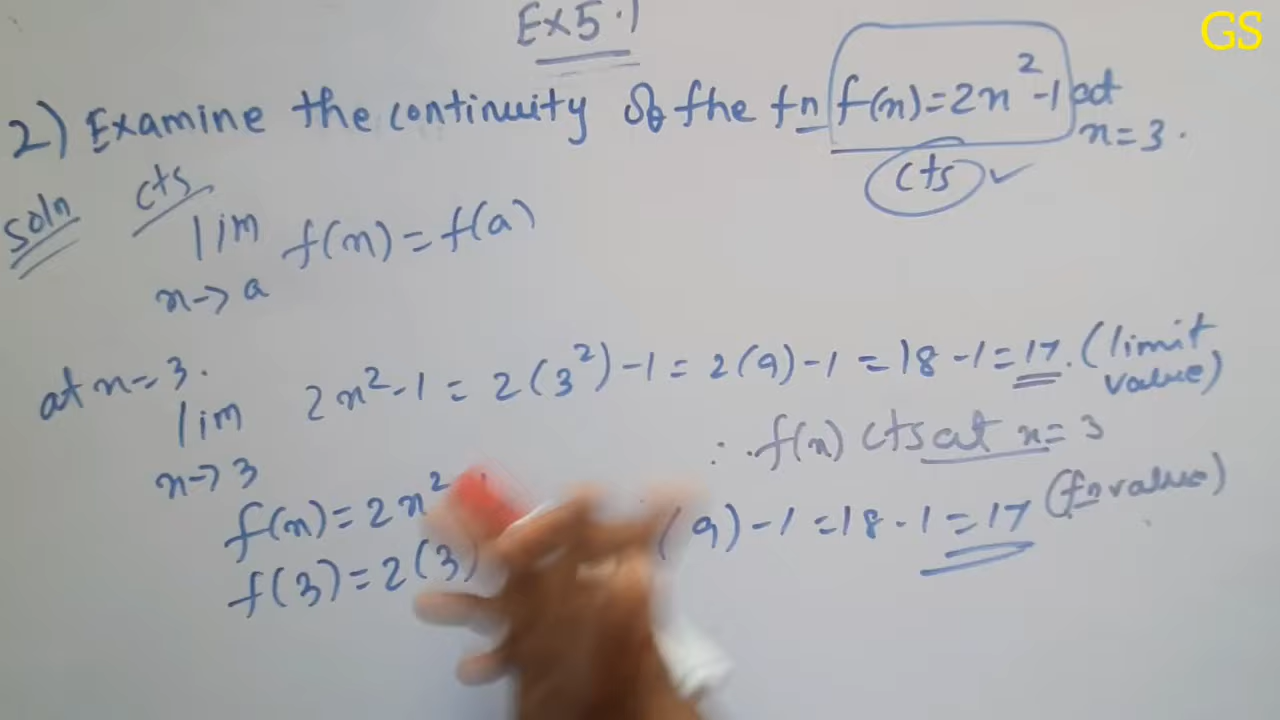 GS
Ex 5.1
2) Examine the continuity of the fn f(x)=2x²-1 at
x=3.
cts
Soln cts
lim f(x)=f(a)
x->a
at x=3.
lim 2x²-1=2(3²)-1=2(9)-1=18-1=17. (limit
value)
x->3
∴ f(x) cts at x=3
f(x)=2x²
f(3)=2(3) (9)-1=18-1=17 (fn value)